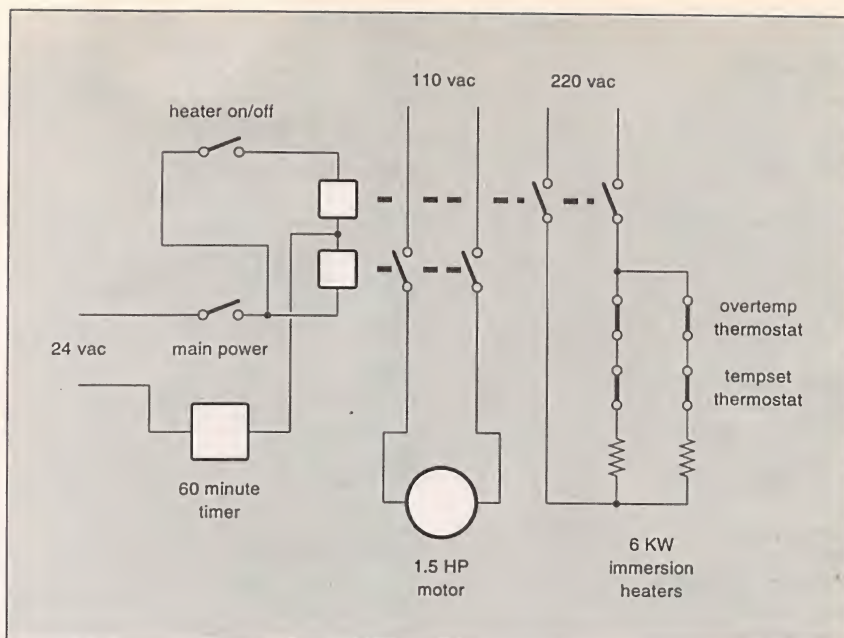 110 vac
220 vac
heater on/off
overtemp
thermostat
24 vac
main power
tempset
thermostat
60 minute
timer
1.5 HP
motor
6 KW
immersion
heaters